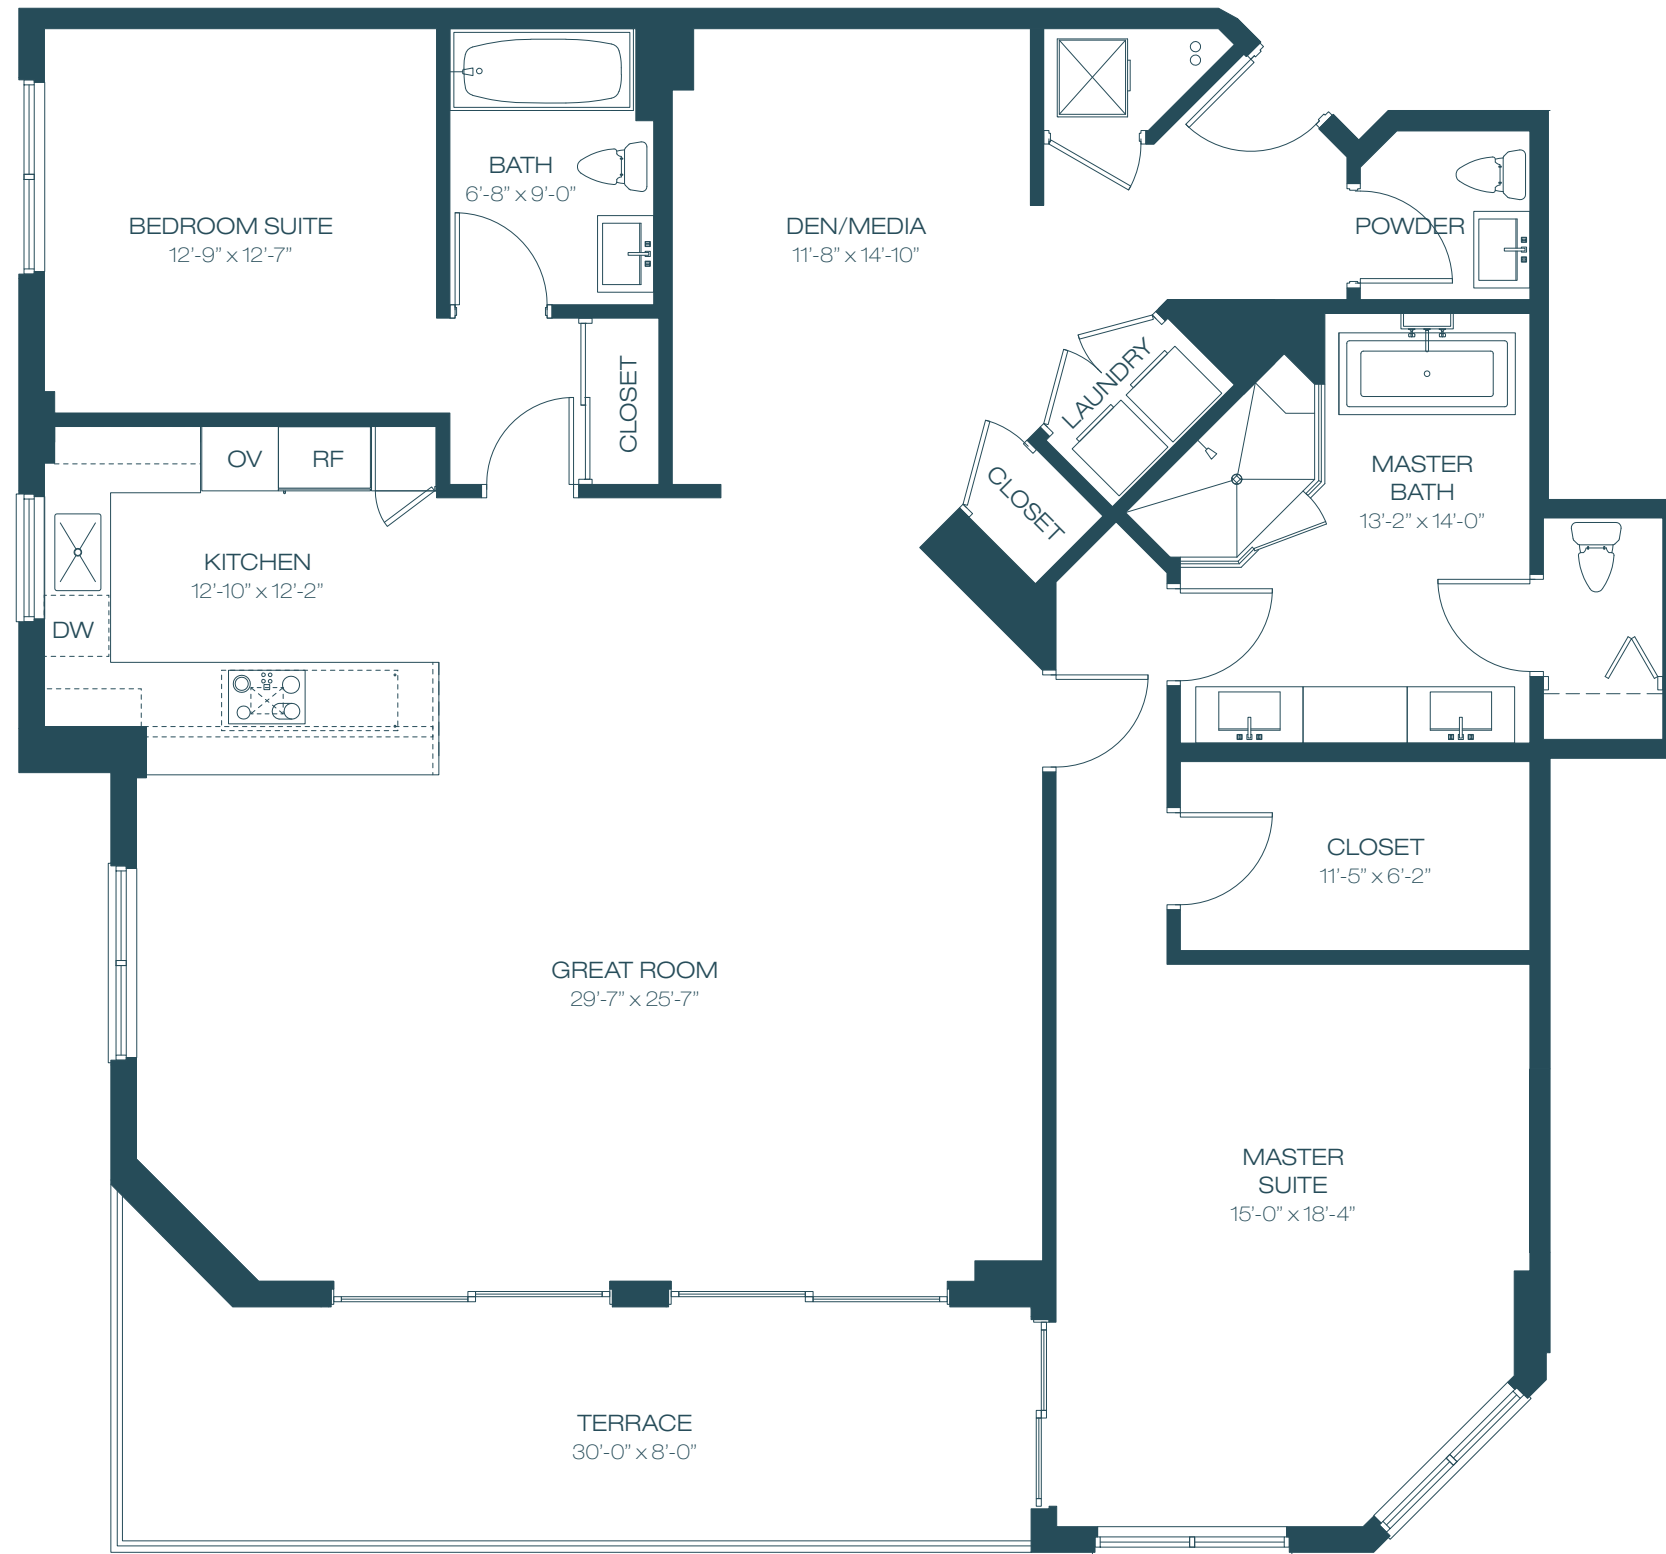 BATH
6'-8” x 9'-0”
BEDROOM SUITE
12'-9” x 12'-7”
DEN/MEDIA
11'-8” x 14'-10”
POWDER
LAUNDRY
CLOSET
OV
RF
CLOSET
MASTER
BATH
13'-2” x 14'-0”
KITCHEN
12'-10” x 12'-2”
DW
CLOSET
11'-5” x 6'-2”
GREAT ROOM
29'-7” x 25'-7”
MASTER
SUITE
15'-0” x 18'-4”
TERRACE
30'-0” x 8'-0”